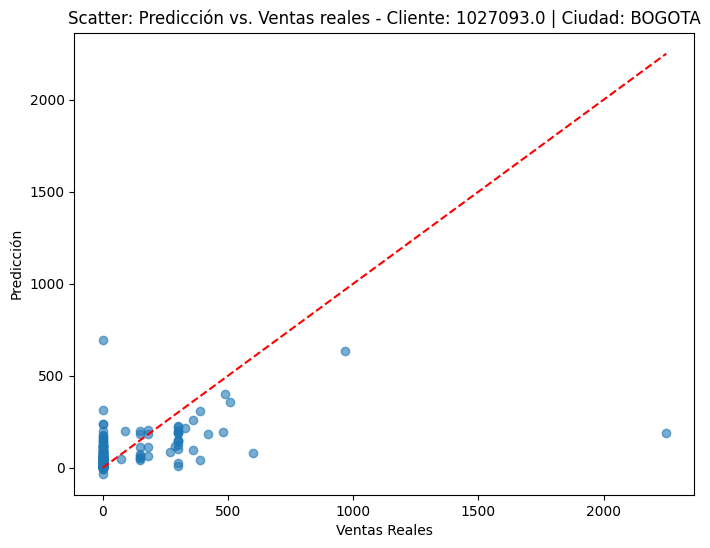 Scatter: Predicción vs. Ventas reales - Cliente: 1027093.0 | Ciudad: BOGOTA
2000
1500
1000
500
0
Predicción
0 500 1000 1500 2000
Ventas Reales